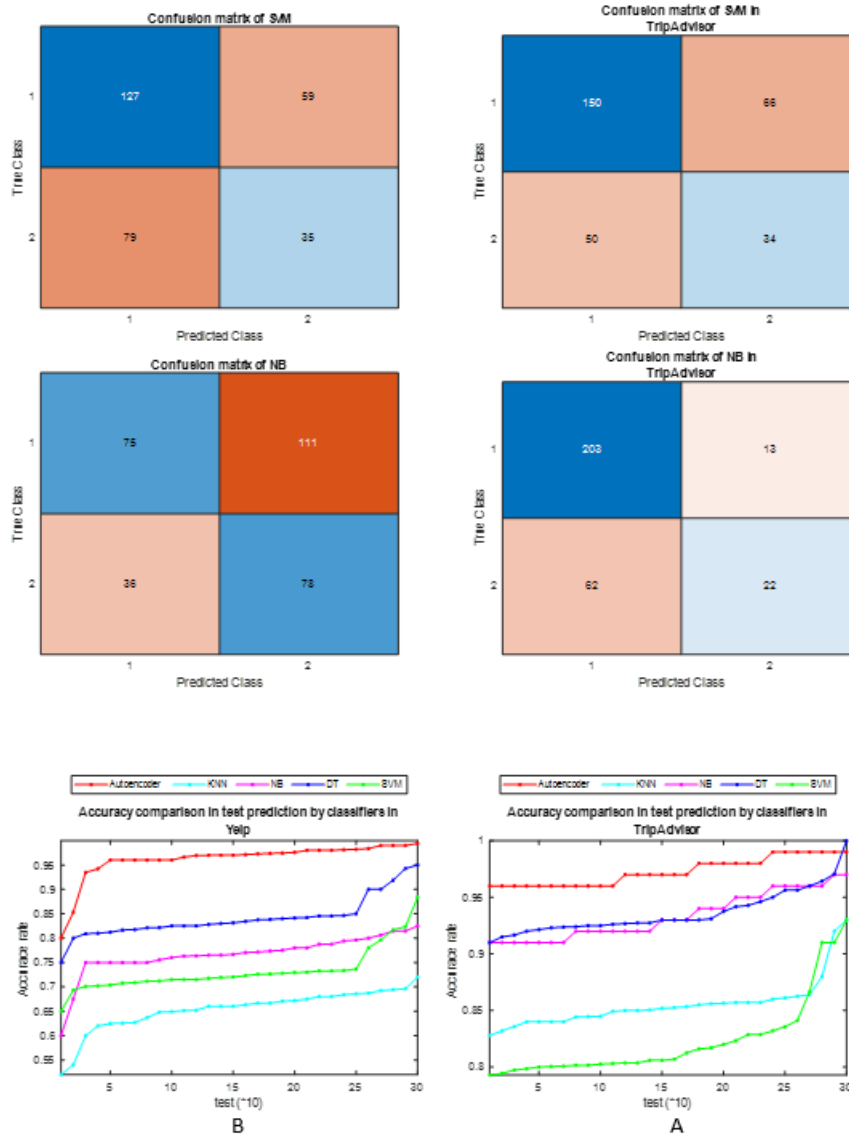 Confusion matrix of SVM
1
127
59
True Class
2
79
35
1
2
Predicted Class
Confusion matrix of SVM in
TripAdvisor
1
150
66
True Class
2
50
34
1
2
Predicted Class
Confusion matrix of NB
1
75
111
True Class
2
36
78
1
2
Predicted Class
Confusion matrix of NB in
TripAdvisor
1
203
13
True Class
2
62
22
1
2
Predicted Class
Autoencoder KNN NB DT SVM
Accuracy comparison in test prediction by classifiers in
Yelp
0.95
0.9
0.85
0.8
0.75
0.7
0.65
0.6
0.55
Accurace rate
5 10 15 20 25 30
test (*10)
B
Autoencoder KNN NB DT SVM
Accuracy comparison in test prediction by classifiers in
TripAdvisor
1
0.95
0.9
0.85
0.8
Accurace rate
5 10 15 20 25 30
test (*10)
A